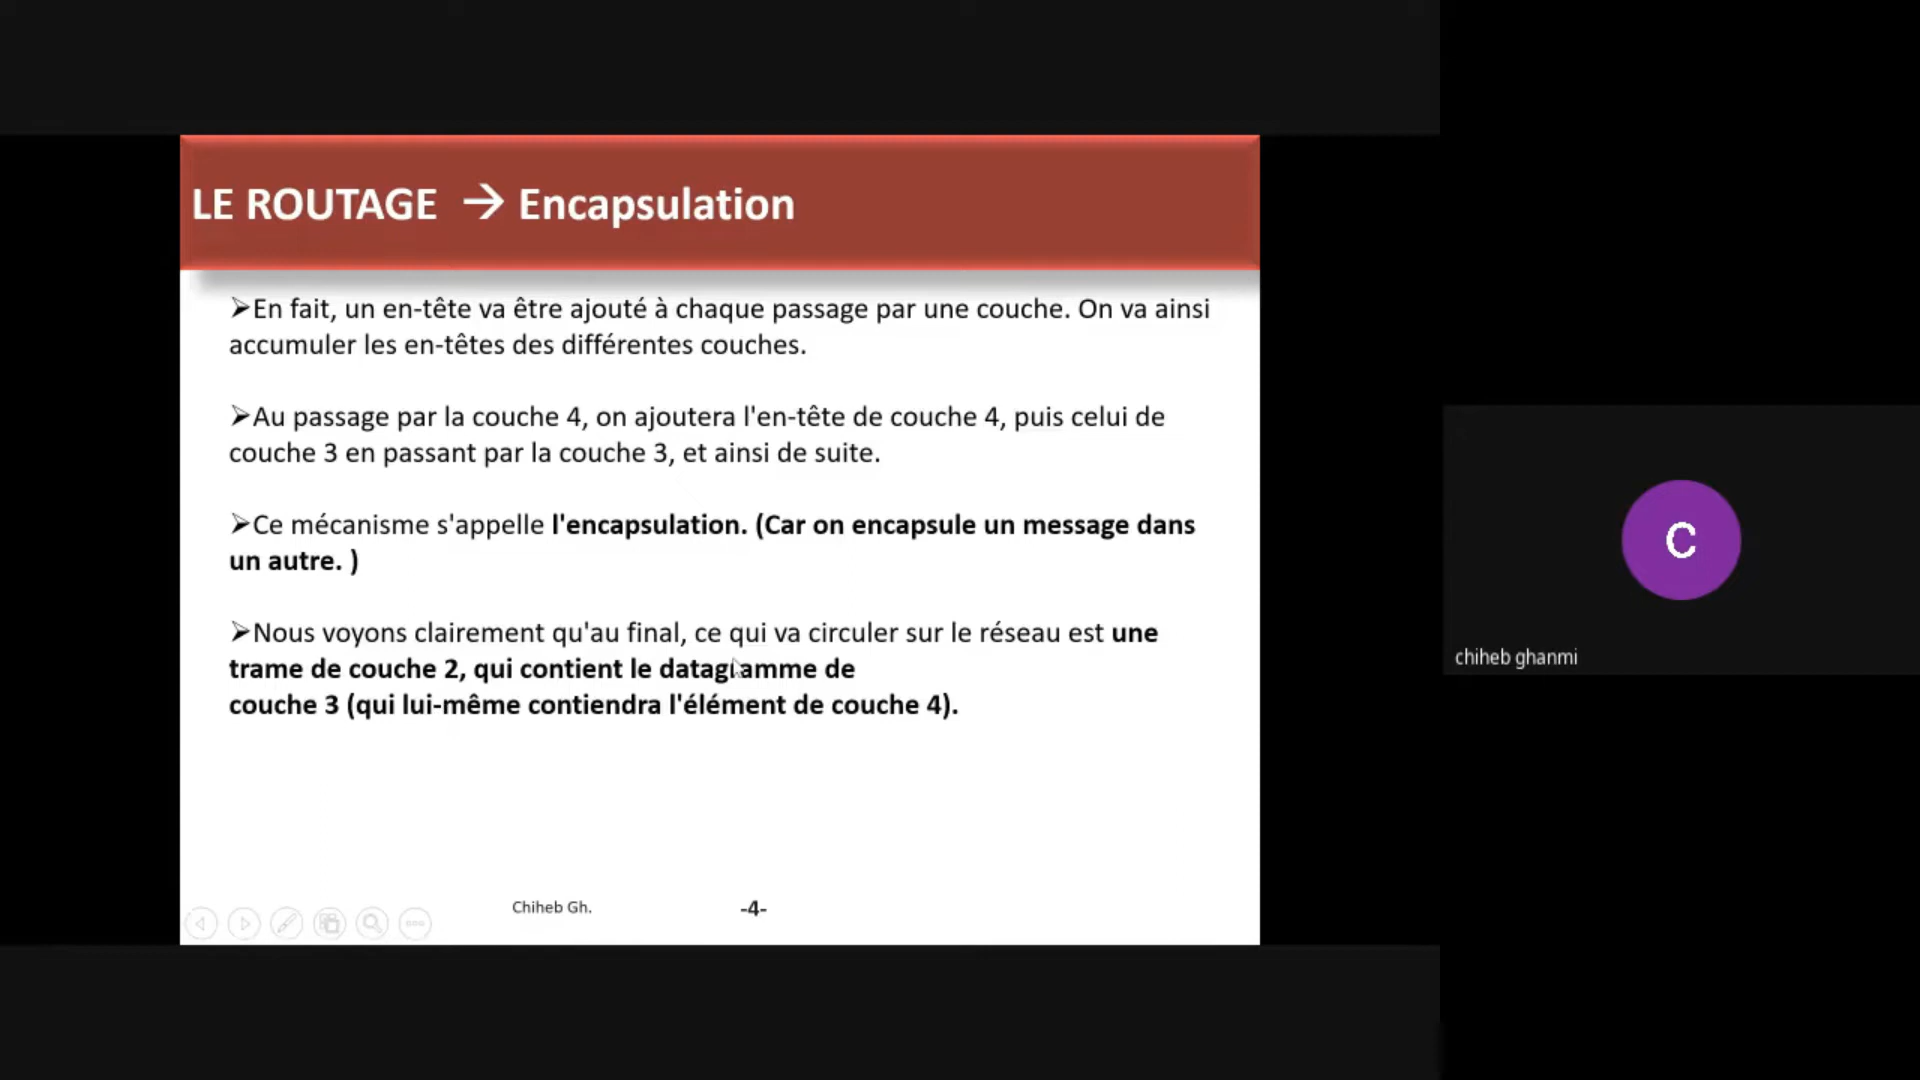 LE ROUTAGE → Encapsulation
➢En fait, un en-tête va être ajouté à chaque passage par une couche. On va ainsi
accumuler les en-têtes des différentes couches.
➢Au passage par la couche 4, on ajoutera l'en-tête de couche 4, puis celui de
couche 3 en passant par la couche 3, et ainsi de suite.
➢Ce mécanisme s'appelle l'encapsulation. (Car on encapsule un message dans
un autre. )
➢Nous voyons clairement qu'au final, ce qui va circuler sur le réseau est une
trame de couche 2, qui contient le datagramme de
couche 3 (qui lui-même contiendra l'élément de couche 4).
Chiheb Gh.
-4-
C
chiheb ghanmi